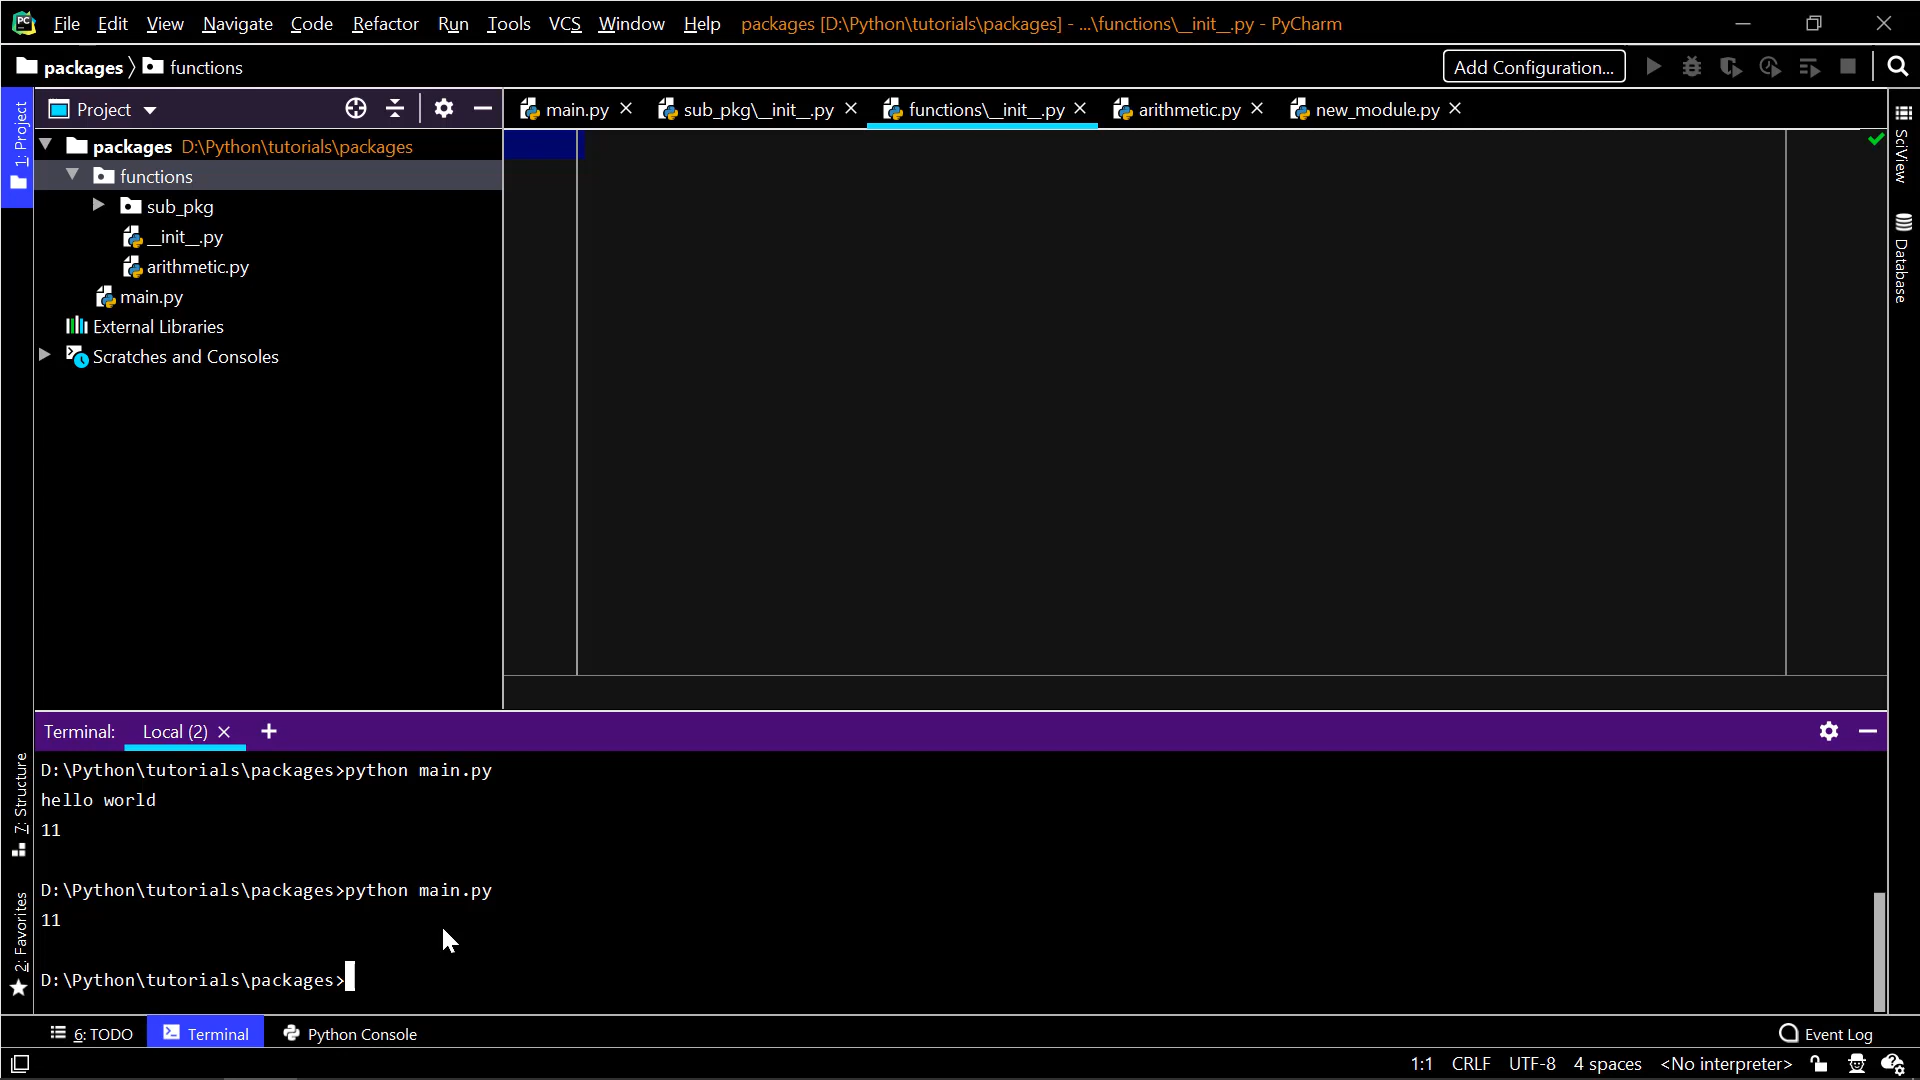 File Edit View Navigate Code Refactor Run Tools VCS Window Help packages [D:\Python\tutorials\packages] - ...\functions\__init__.py - PyCharm
packages functions Add Configuration...
1: Project
Project
main.py sub_pkg\__init__.py functions\__init__.py arithmetic.py new_module.py
packages D:\Python\tutorials\packages
functions
sub_pkg
__init__.py
arithmetic.py
main.py
External Libraries
Scratches and Consoles
SciView
Database
Terminal: Local (2)
D:\Python\tutorials\packages>python main.py
hello world
11
D:\Python\tutorials\packages>python main.py
11
D:\Python\tutorials\packages>
7: Structure
2: Favorites
6: TODO Terminal Python Console Event Log
1:1 CRLF UTF-8 4 spaces <No interpreter>
PC